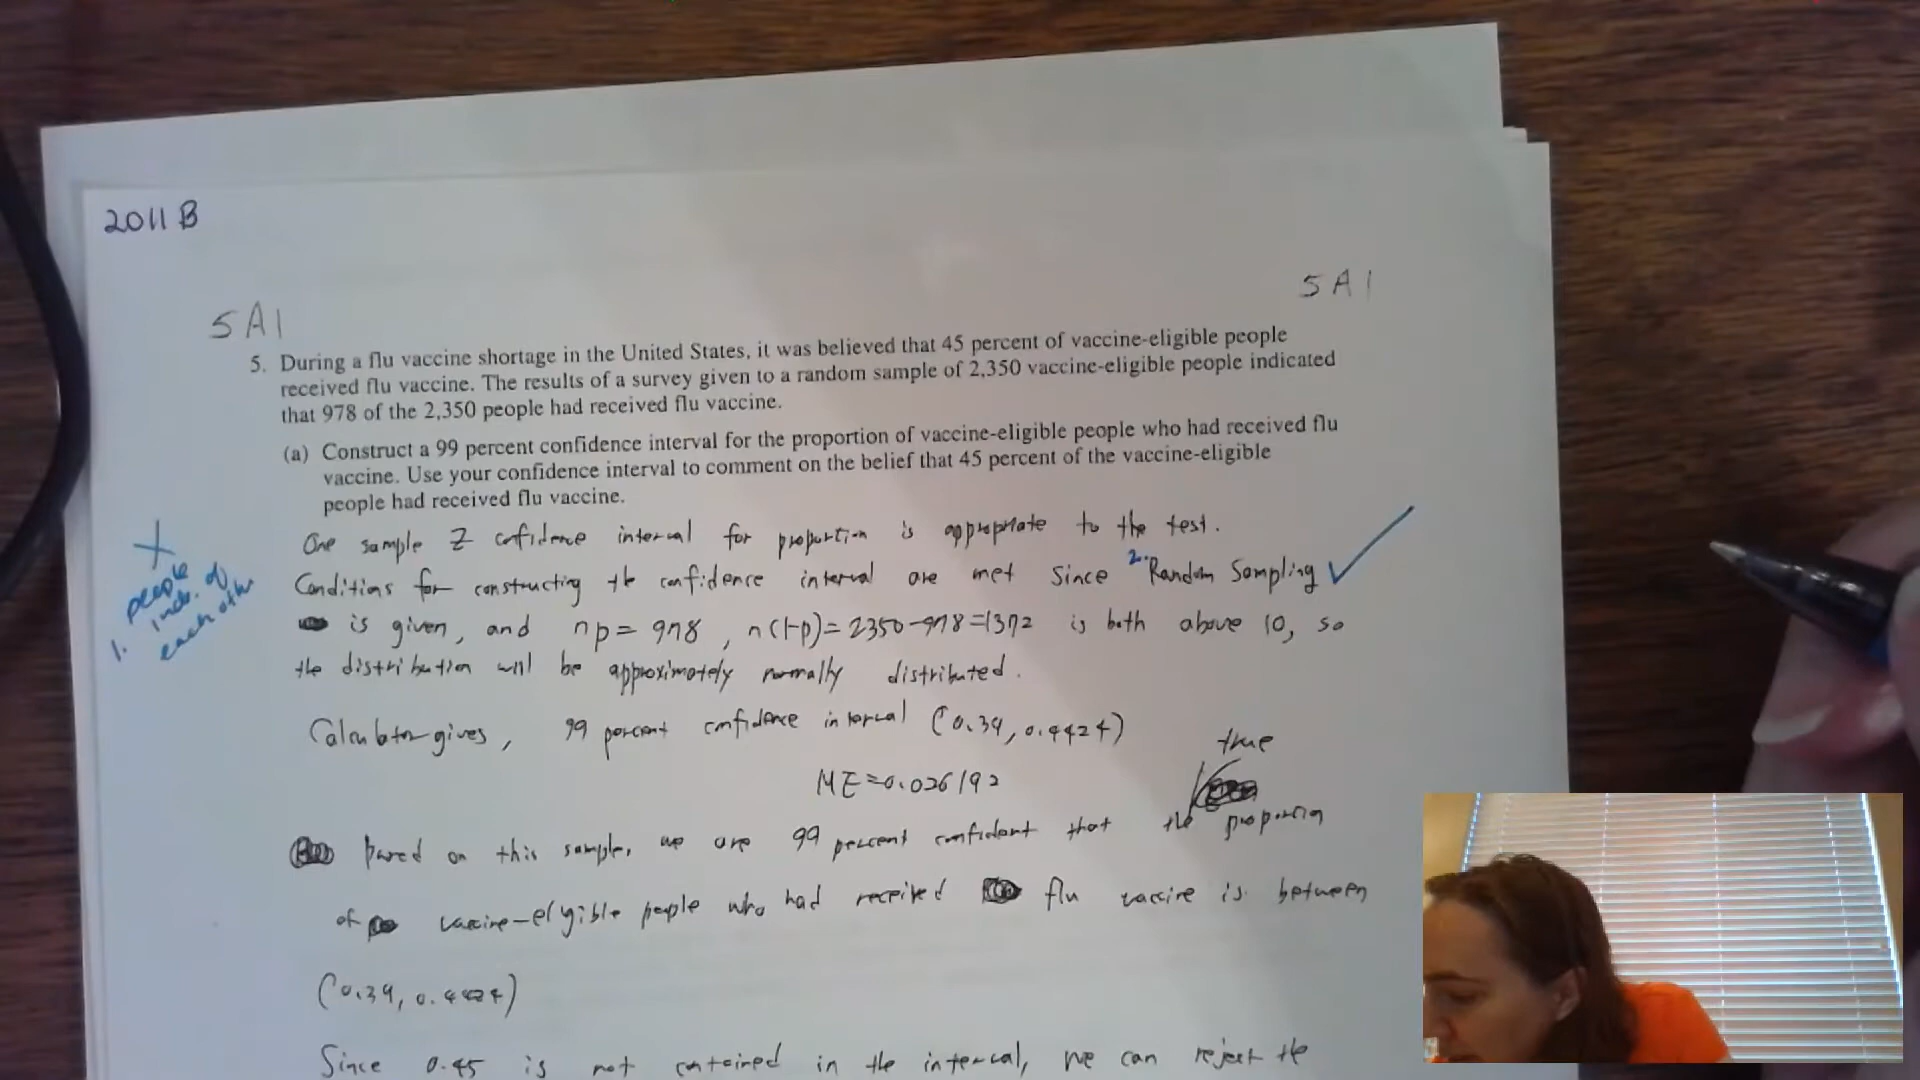 2011 B
5A1
5A1
5. During a flu vaccine shortage in the United States, it was believed that 45 percent of vaccine-eligible people
received flu vaccine. The results of a survey given to a random sample of 2,350 vaccine-eligible people indicated
that 978 of the 2,350 people had received flu vaccine.
(a) Construct a 99 percent confidence interval for the proportion of vaccine-eligible people who had received flu
vaccine. Use your confidence interval to comment on the belief that 45 percent of the vaccine-eligible
people had received flu vaccine.
One sample Z confidence interval for proportion is appropriate to the test.
Conditions for constructing the confidence interval are met since 2. Random Sampling ✓
is given, and np = 978, n(1-p) = 2350-978=1372 is both above 10, so
the distribution will be approximately normally distributed.
X
1. people
ind. of
each other
Calculator gives, 99 percent confidence interval (0.39, 0.4424)
ME=0.026192
true
based on this sample, we are 99 percent confident that the proportion
of vaccine-eligible people who had received flu vaccine is between
(0.39, 0.4424)
Since 0.45 is not contained in the interval, we can reject the